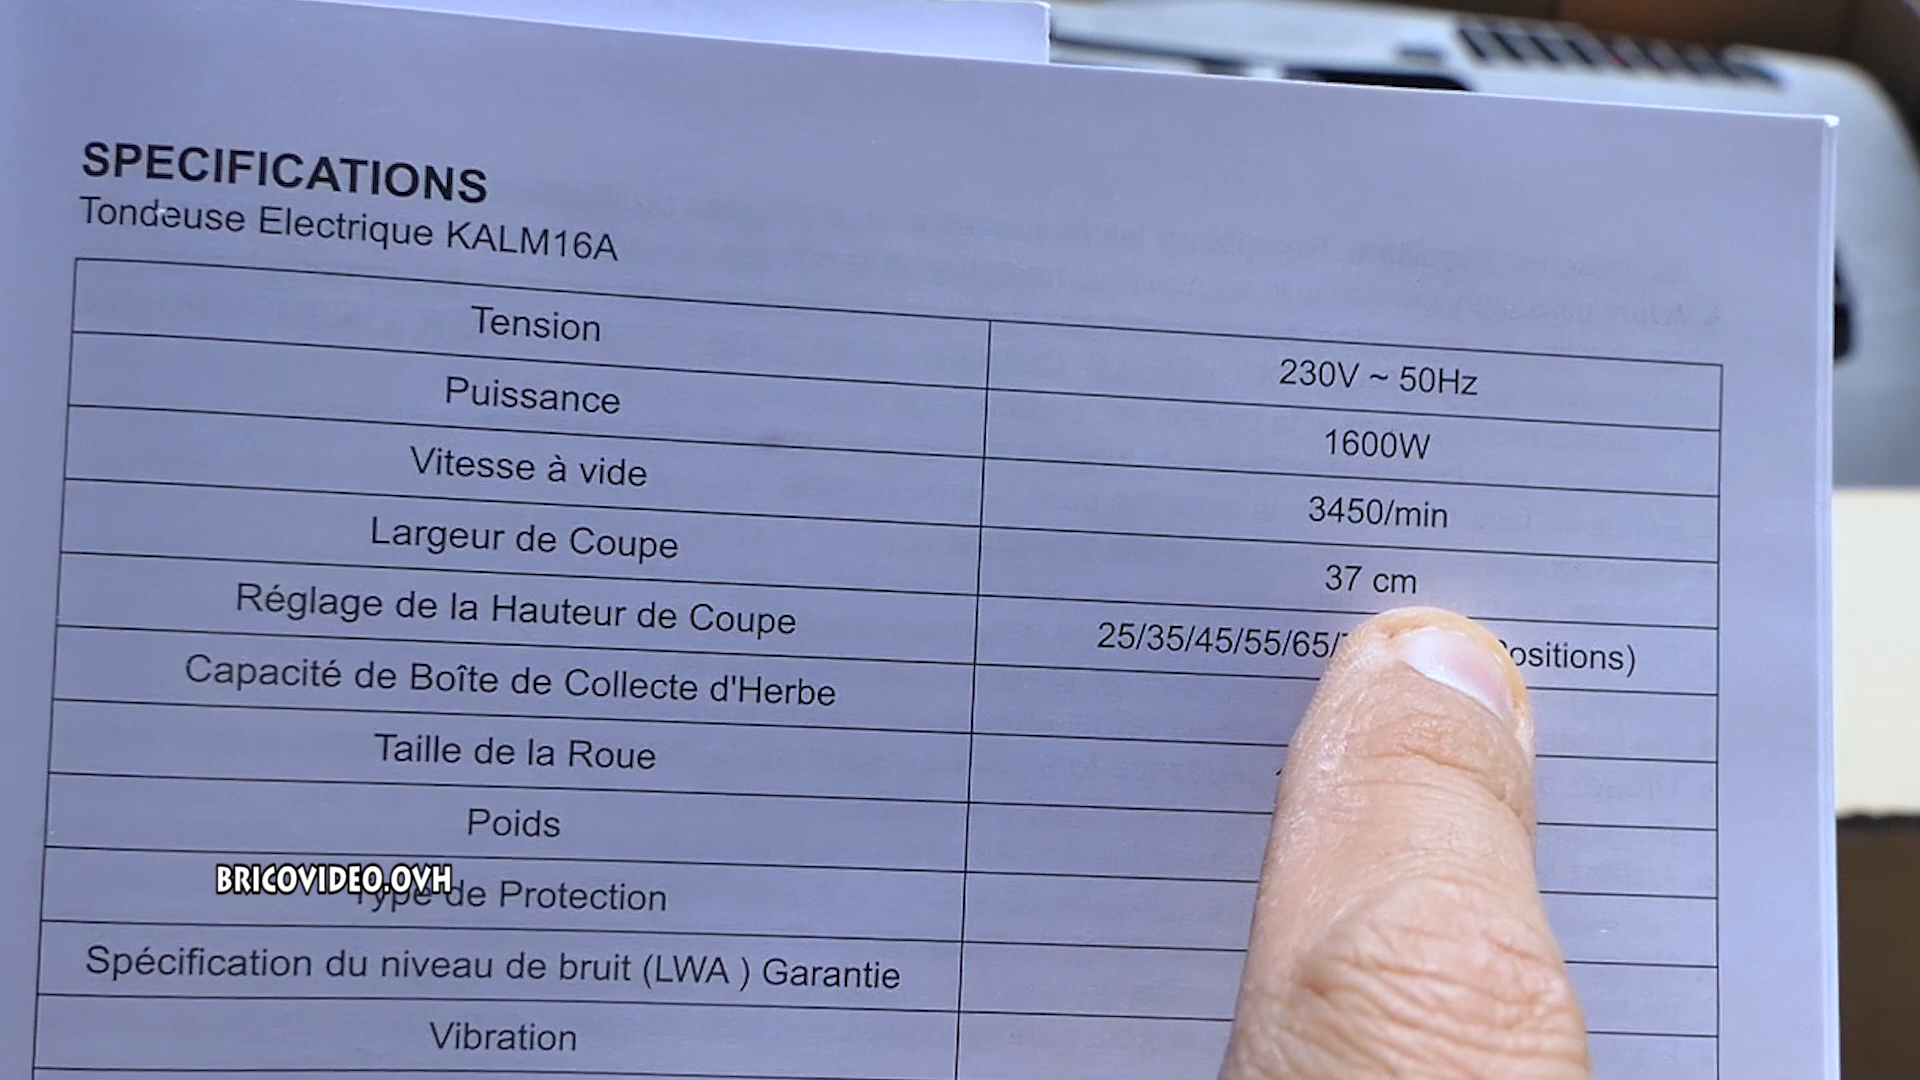 SPECIFICATIONS
Tondeuse Electrique KALM16A
Tension 230V ~ 50Hz
Puissance 1600W
Vitesse à vide 3450/min
Largeur de Coupe 37 cm
Réglage de la Hauteur de Coupe 25/35/45/55/65/ ositions)
Capacité de Boîte de Collecte d'Herbe
Taille de la Roue
Poids
BRICOVIDEO.OVH
Type de Protection
Spécification du niveau de bruit (LWA ) Garantie
Vibration